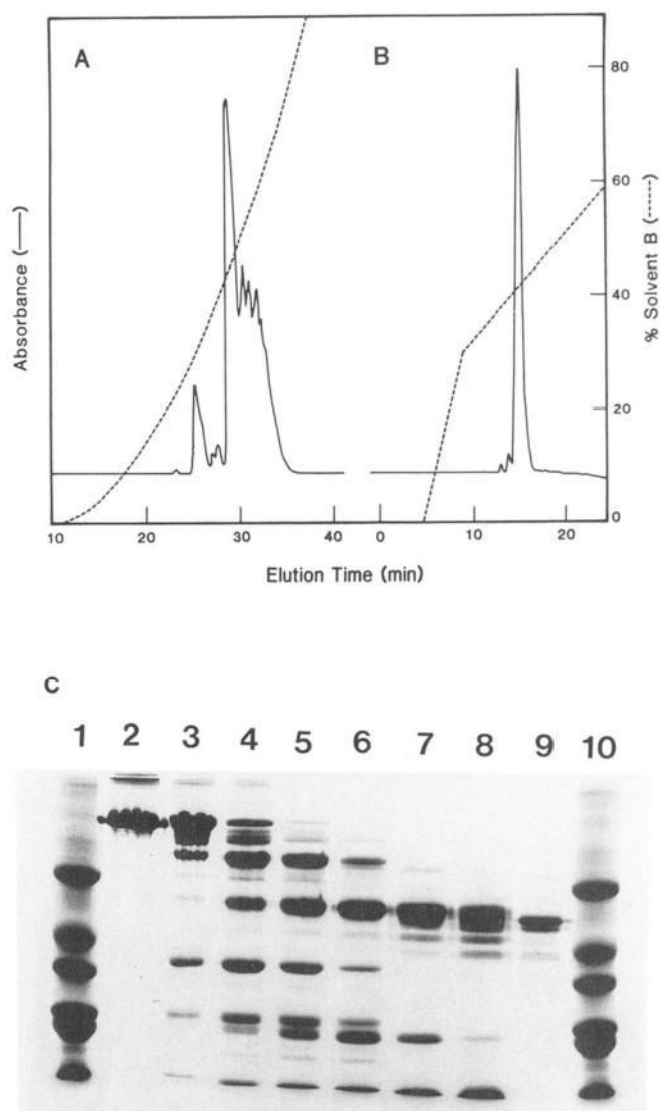 A
B
80
60
40
20
0
Absorbance (——)
% Solvent B (-----)
10
20
30
40
0
10
20
Elution Time (min)
C
1 2 3 4 5 6 7 8 9 10